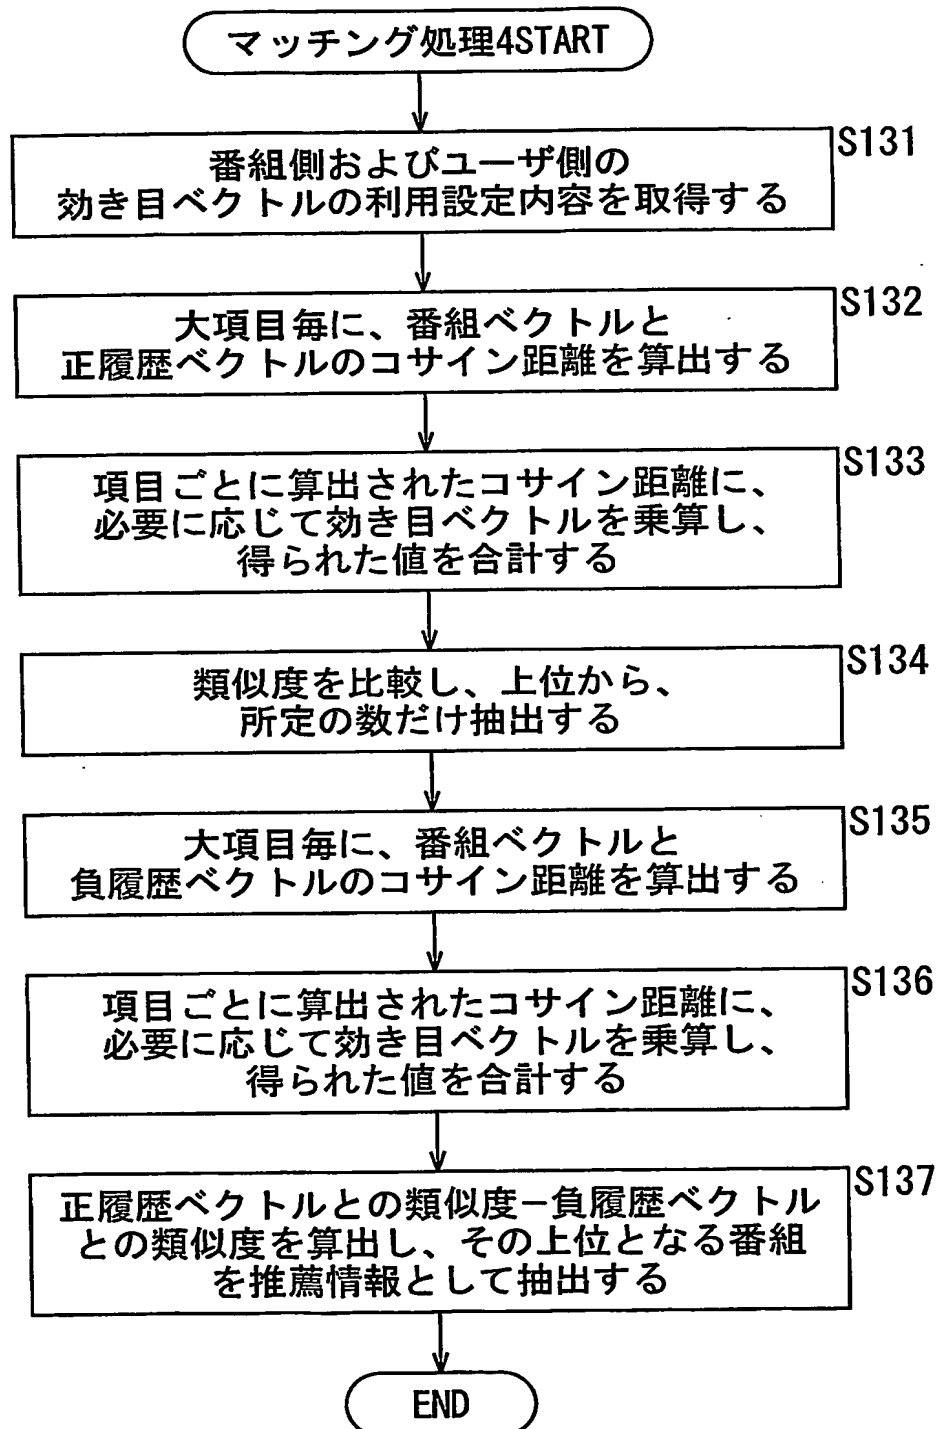 マッチング処理4START
S131
番組側およびユーザ側の
効き目ベクトルの利用設定内容を取得する
S132
大項目毎に、番組ベクトルと
正履歴ベクトルのコサイン距離を算出する
S133
項目ごとに算出されたコサイン距離に、
必要に応じて効き目ベクトルを乗算し、
得られた値を合計する
S134
類似度を比較し、上位から、
所定の数だけ抽出する
S135
大項目毎に、番組ベクトルと
負履歴ベクトルのコサイン距離を算出する
S136
項目ごとに算出されたコサイン距離に、
必要に応じて効き目ベクトルを乗算し、
得られた値を合計する
S137
正履歴ベクトルとの類似度−負履歴ベクトル
との類似度を算出し、その上位となる番組
を推薦情報として抽出する
END